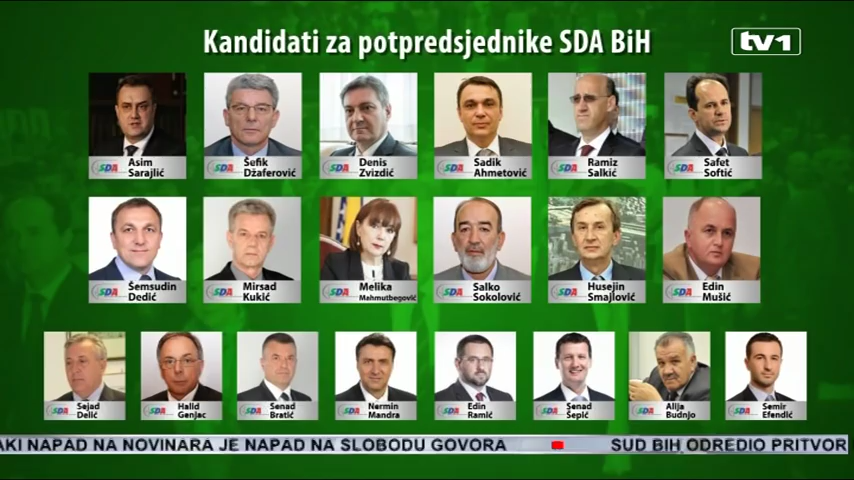 Kandidati za potpredsjednike SDA BiH
tv1
SDA Asim Sarajlić
SDA Šefik Džaferović
SDA Denis Zvizdić
SDA Sadik Ahmetović
SDA Ramiz Salkić
SDA Safet Softić
SDA Šemsudin Dedić
SDA Mirsad Kukić
SDA Melika Mahmutbegović
SDA Salko Sokolović
SDA Husejin Smajlović
SDA Edin Mušić
SDA Sejad Delić
SDA Halid Genjac
SDA Senad Bratić
SDA Nermin Mandra
SDA Edin Ramić
SDA Senad Šepić
SDA Alija Budnjo
SDA Semir Efendić
AKI NAPAD NA NOVINARA JE NAPAD NA SLOBODU GOVORA SUD BIH ODREDIO PRITVOR